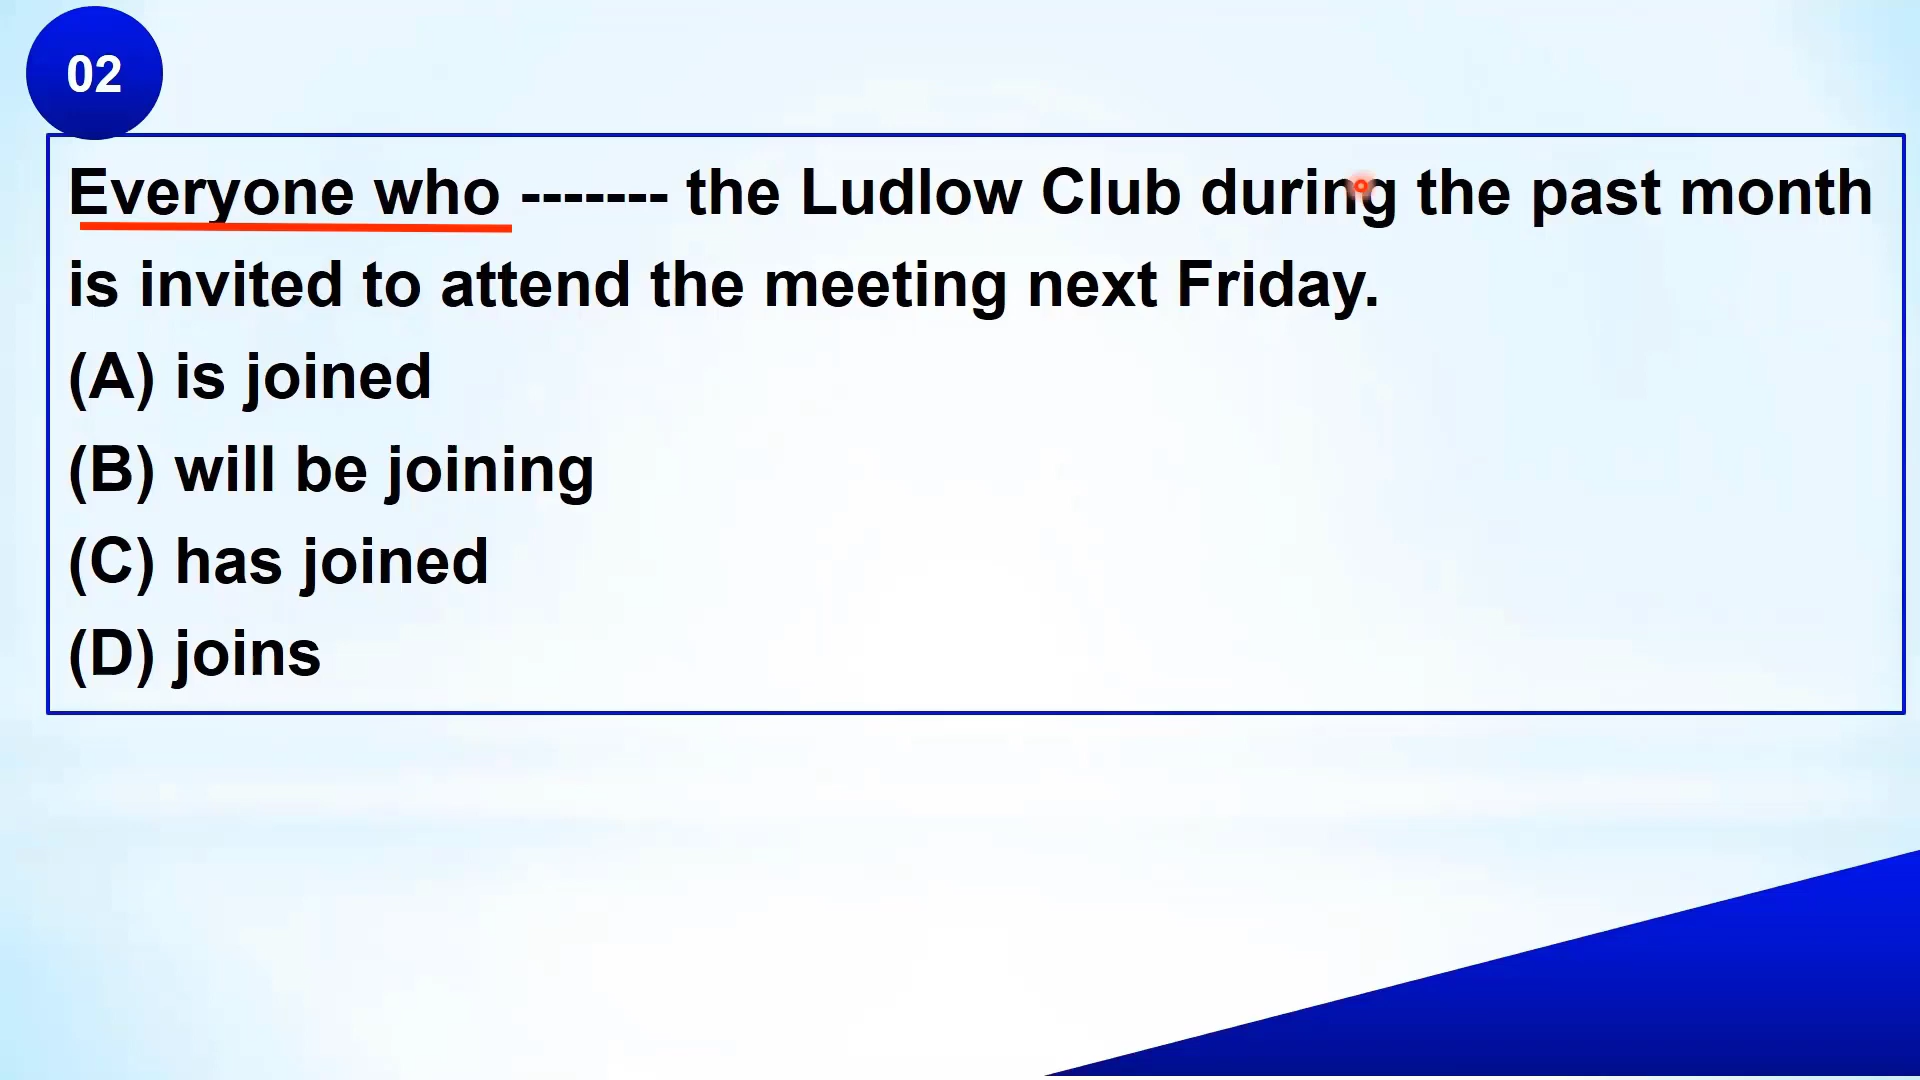 02
Everyone who ------- the Ludlow Club during the past month
is invited to attend the meeting next Friday.
(A) is joined
(B) will be joining
(C) has joined
(D) joins